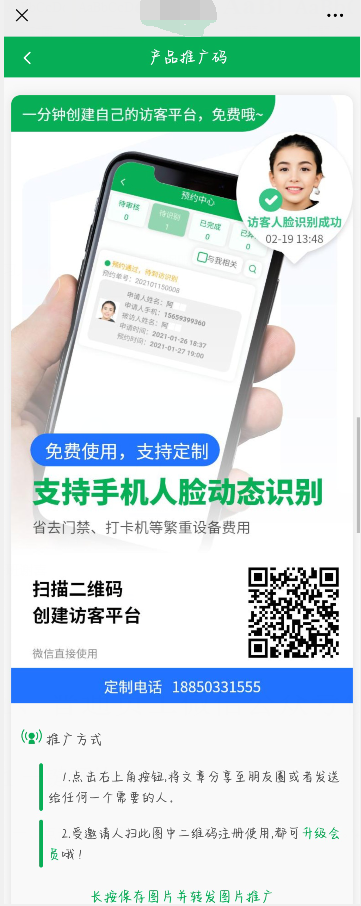 产品推广码
一分钟创建自己的访客平台，免费哦~
预约中心
待审核
0
待识别
1
已完成
0
0
与我相关
访客人脸识别成功
02-19 13:48
预约通过，待到访识别
预约单号：202101150008
申请人姓名：阿
申请人手机：15659399360
被访人姓名：阿
申请时间：2021-01-26 18:37
预约时间：2021-01-27 19:00
免费使用，支持定制
支持手机人脸动态识别
省去门禁、打卡机等繁重设备费用
扫描二维码
创建访客平台
微信直接使用
定制电话 18850331555
推广方式
1.点击右上角按钮,将文章分享至朋友圈或者发送
给任何一个需要的人.
2.受邀请人扫此图中二维码注册使用,都可升级会
员哦！
长按保存图片并转发图片推广